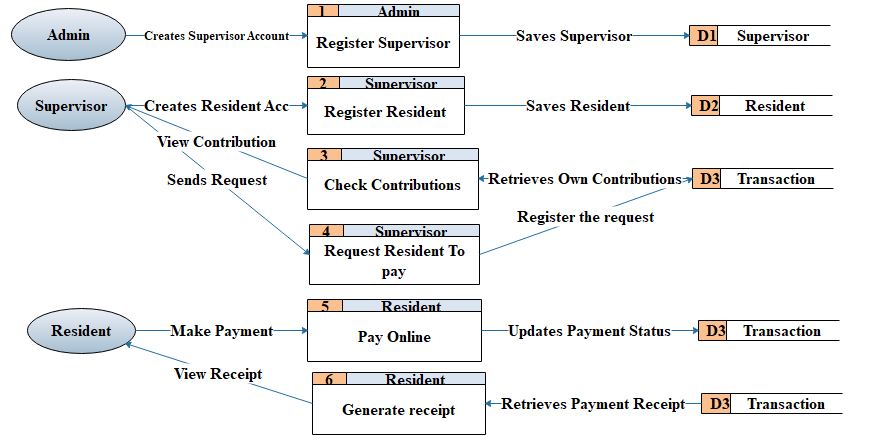 1 Admin
Admin Creates Supervisor Account Register Supervisor Saves Supervisor D1 Supervisor
2 Supervisor
Supervisor Creates Resident Acc Register Resident Saves Resident D2 Resident
View Contribution
3 Supervisor
Sends Request Check Contributions Retrieves Own Contributions D3 Transaction
Register the request
4 Supervisor
Request Resident To
pay
5 Resident
Resident Make Payment Pay Online Updates Payment Status D3 Transaction
View Receipt
6 Resident
Generate receipt Retrieves Payment Receipt D3 Transaction